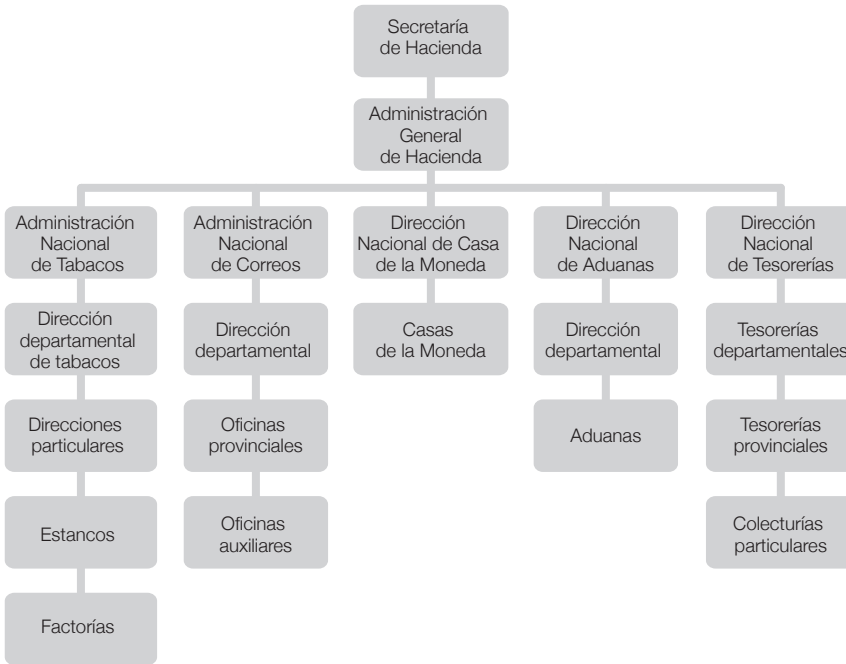 Secretaría
de Hacienda
Administración
General
de Hacienda
Administración
Nacional
de Tabacos
Administración
Nacional
de Correos
Dirección
Nacional de Casa
de la Moneda
Dirección
Nacional
de Aduanas
Dirección
Nacional
de Tesorerías
Dirección
departamental
de tabacos
Dirección
departamental
Casas
de la Moneda
Dirección
departamental
Tesorerías
departamentales
Direcciones
particulares
Oficinas
provinciales
Aduanas
Tesorerías
provinciales
Estancos
Oficinas
auxiliares
Colecturías
particulares
Factorías